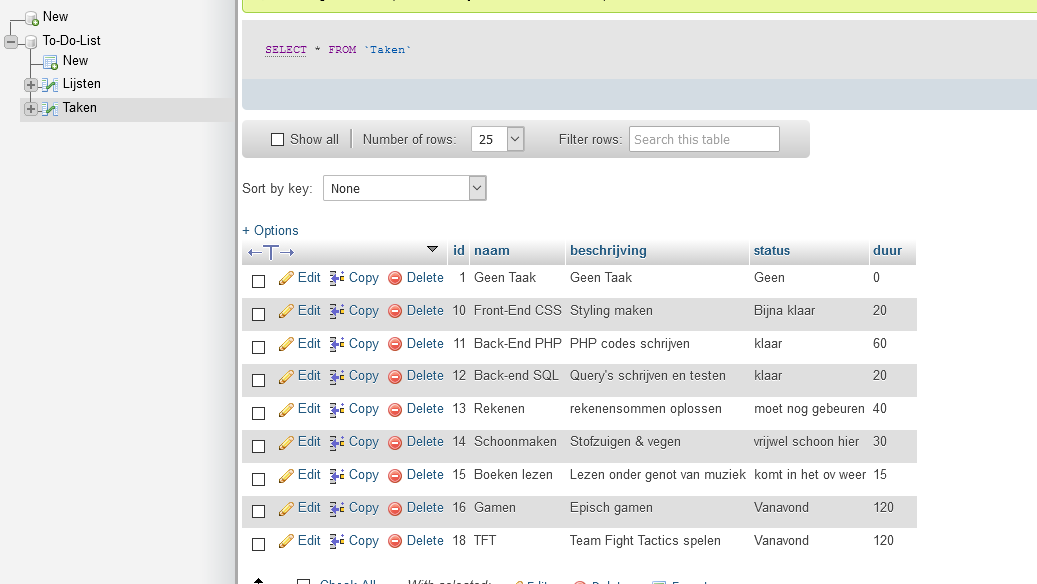 New
To-Do-List
New
Lijsten
Taken
SELECT * FROM `Taken`
Show all Number of rows: 25 Filter rows: Search this table
Sort by key: None
+ Options
←T→ id naam beschrijving status duur
Edit Copy Delete 1 Geen Taak Geen Taak Geen 0
Edit Copy Delete 10 Front-End CSS Styling maken Bijna klaar 20
Edit Copy Delete 11 Back-End PHP PHP codes schrijven klaar 60
Edit Copy Delete 12 Back-end SQL Query's schrijven en testen klaar 20
Edit Copy Delete 13 Rekenen rekenensommen oplossen moet nog gebeuren 40
Edit Copy Delete 14 Schoonmaken Stofzuigen & vegen vrijwel schoon hier 30
Edit Copy Delete 15 Boeken lezen Lezen onder genot van muziek komt in het ov weer 15
Edit Copy Delete 16 Gamen Episch gamen Vanavond 120
Edit Copy Delete 18 TFT Team Fight Tactics spelen Vanavond 120
Check All With selected: Edit